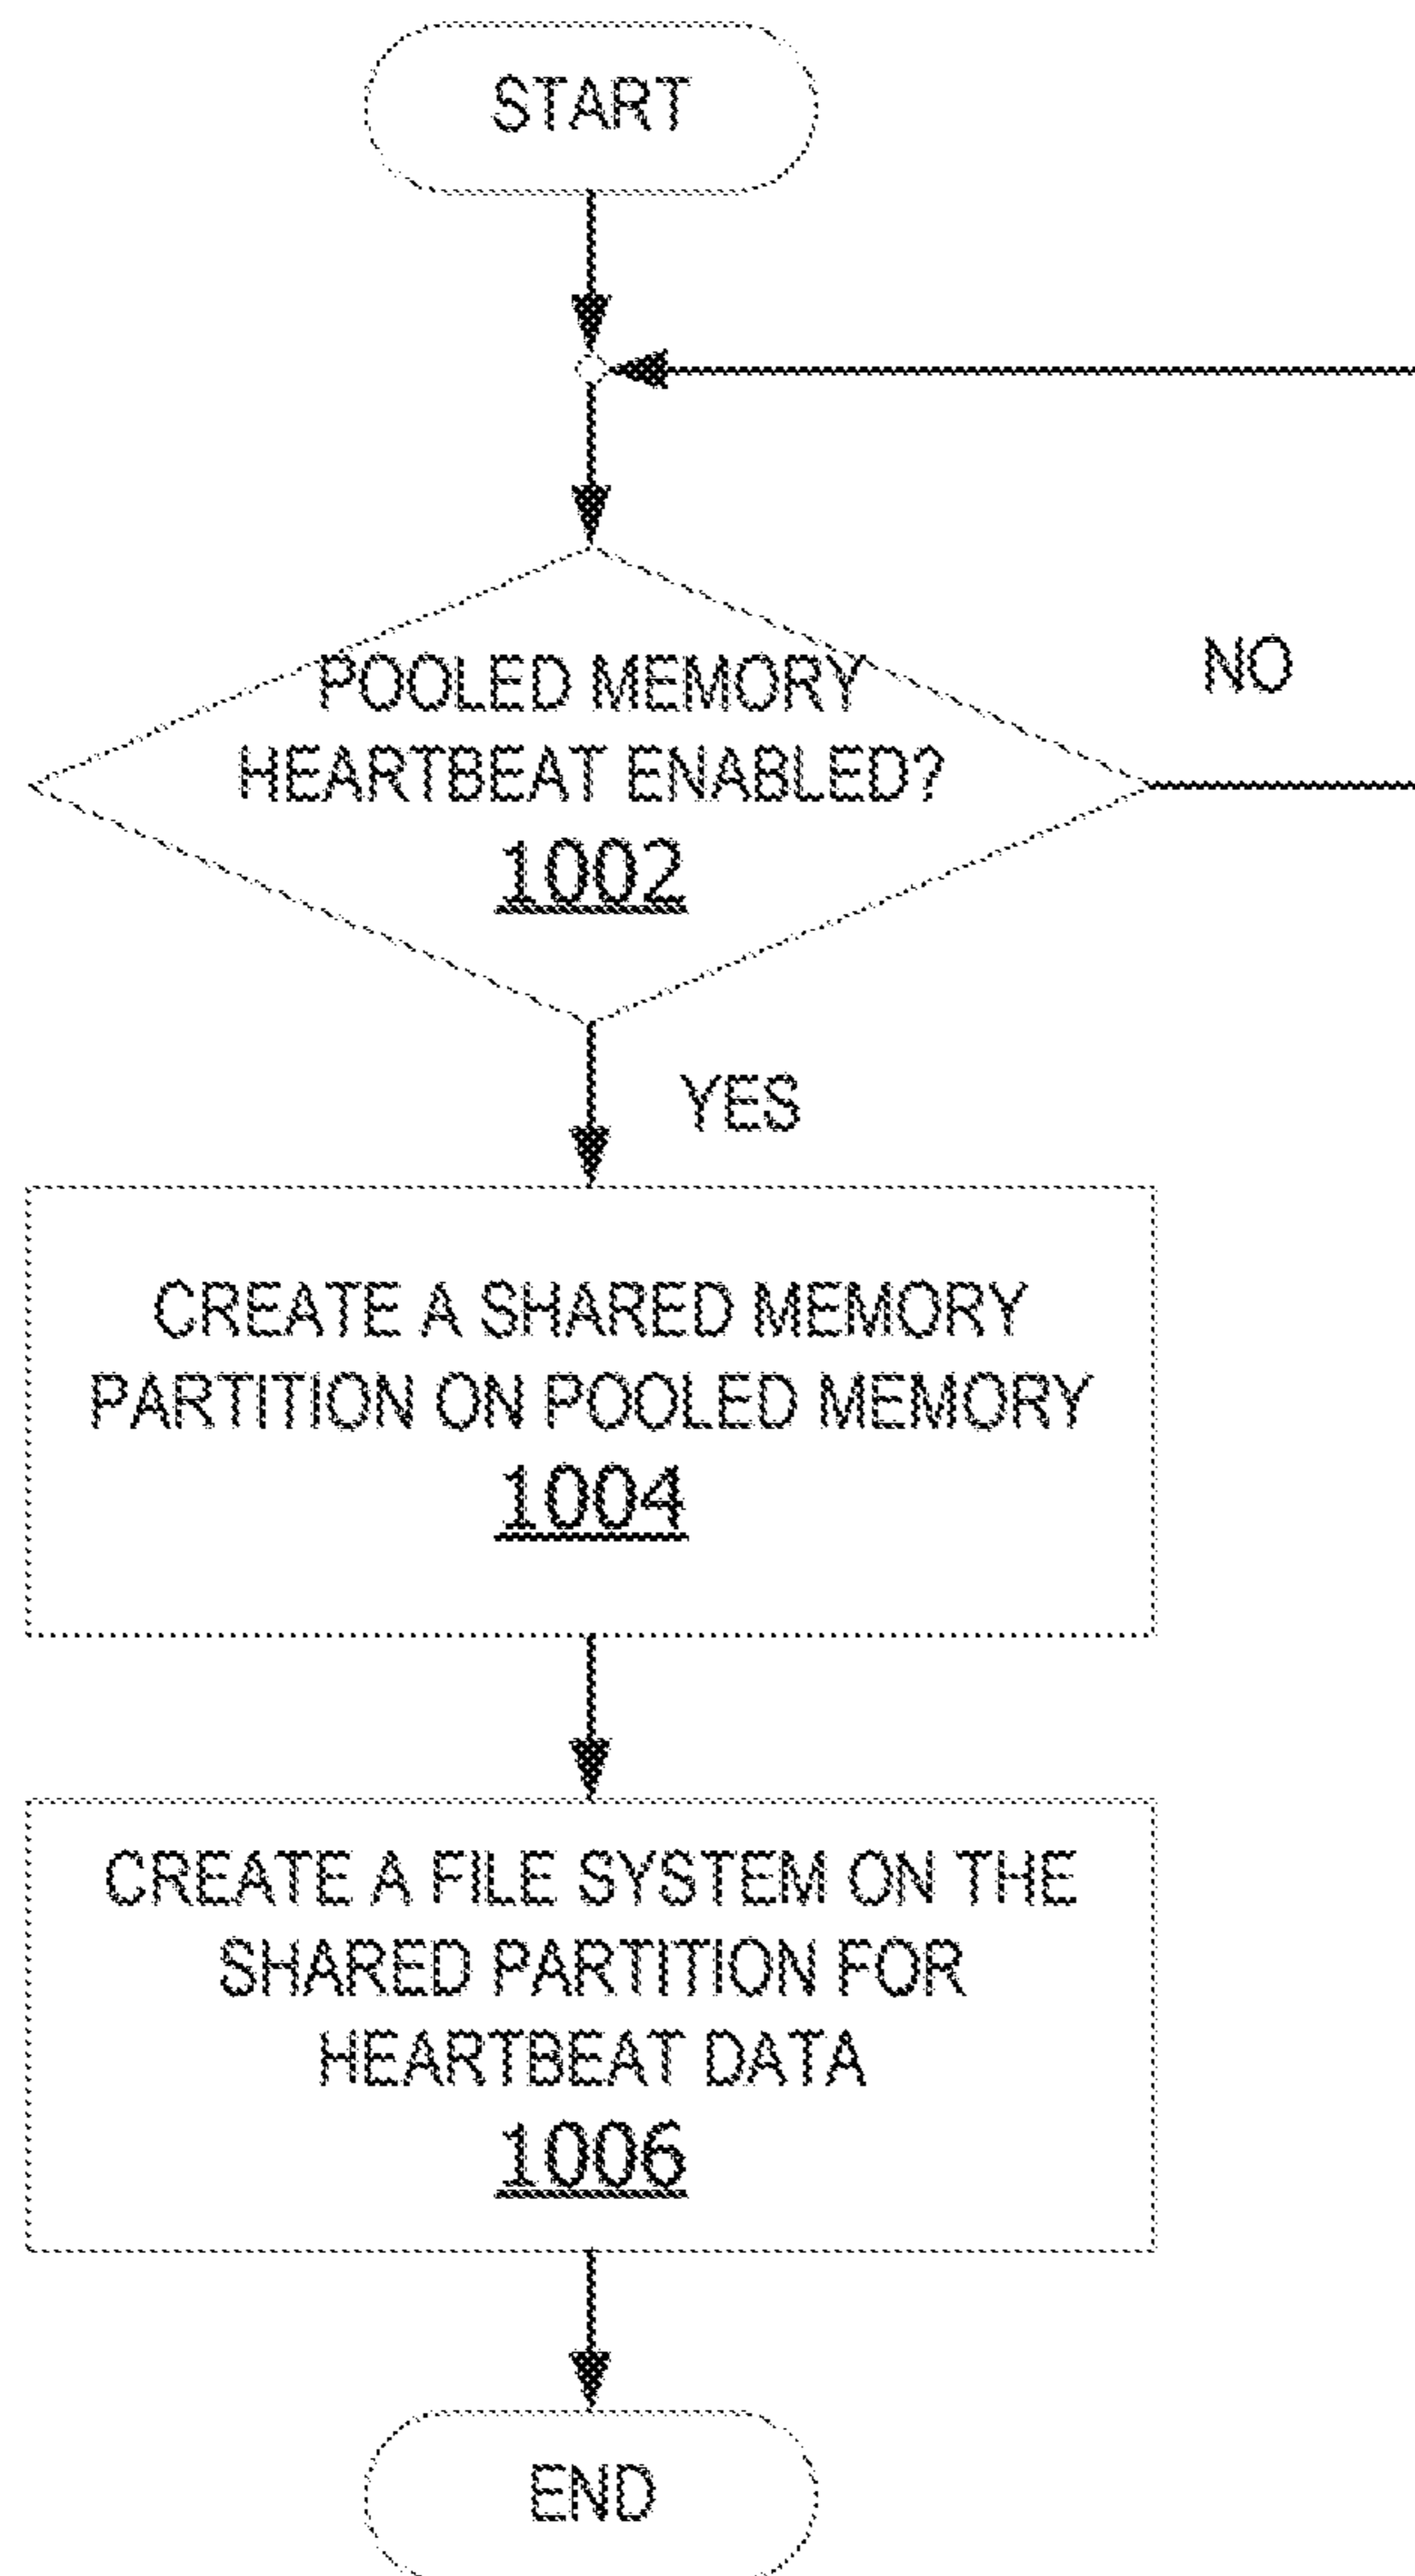 START
POOLED MEMORY
HEARTBEAT ENABLED?
1002
NO
YES
CREATE A SHARED MEMORY
PARTITION ON POOLED MEMORY
1004
CREATE A FILE SYSTEM ON THE
SHARED PARTITION FOR
HEARTBEAT DATA
1006
END